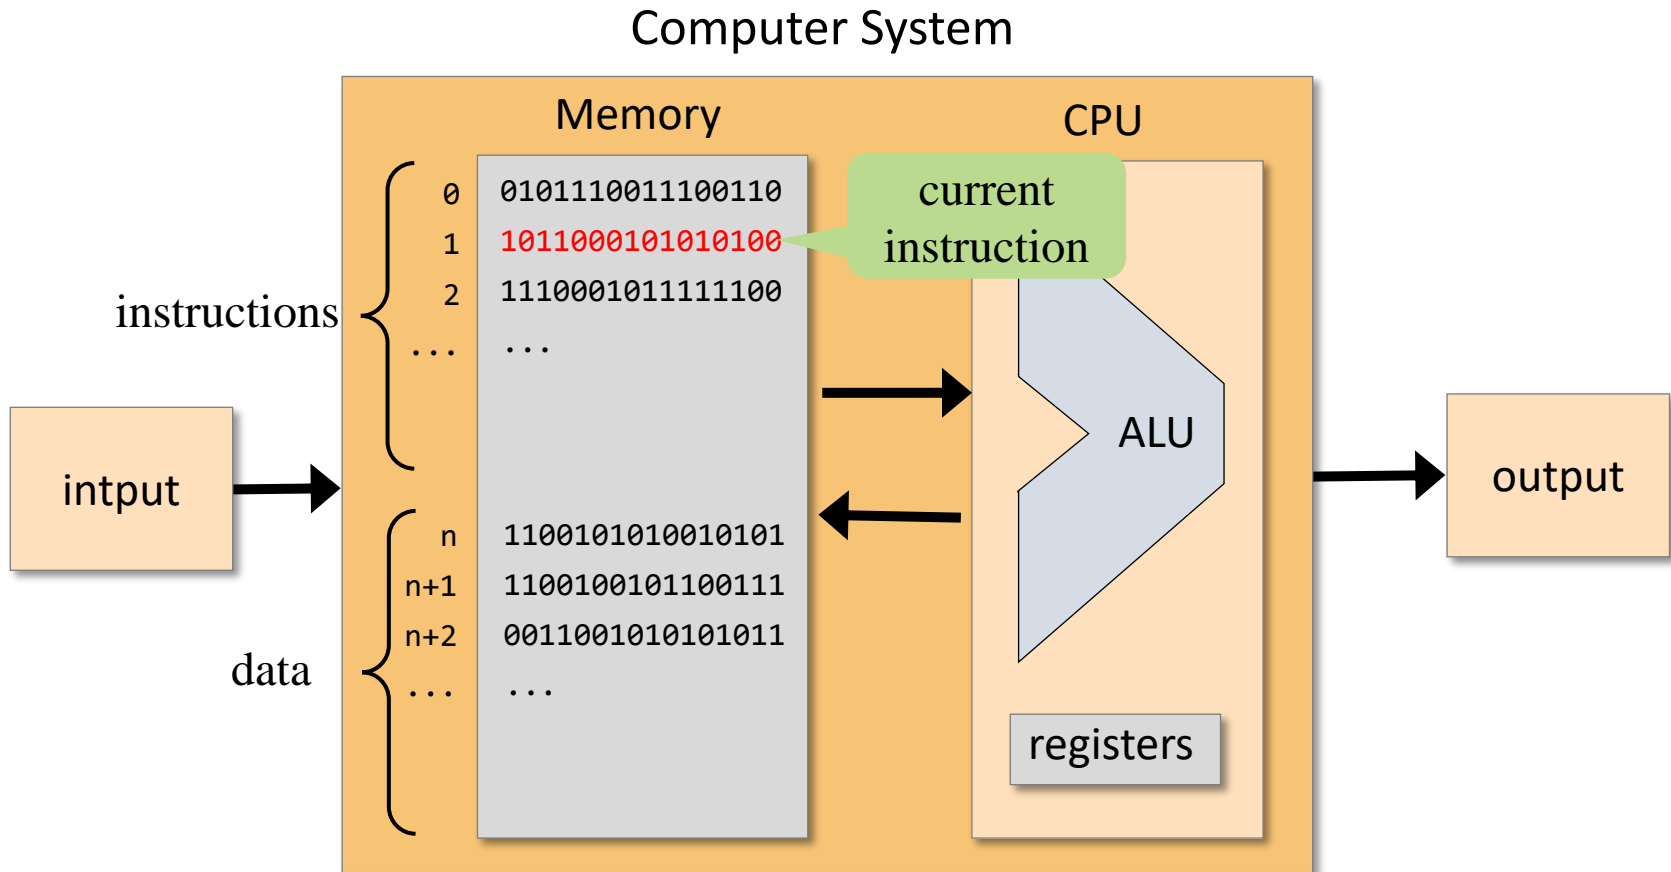 Computer System
Memory
CPU
instructions
0 0101110011100110
1 1011000101010100
2 1110001011111100
... ...
current
instruction
ALU
intput
output
data
n 1100101010010101
n+1 1100100101100111
n+2 0011001010101011
... ...
registers